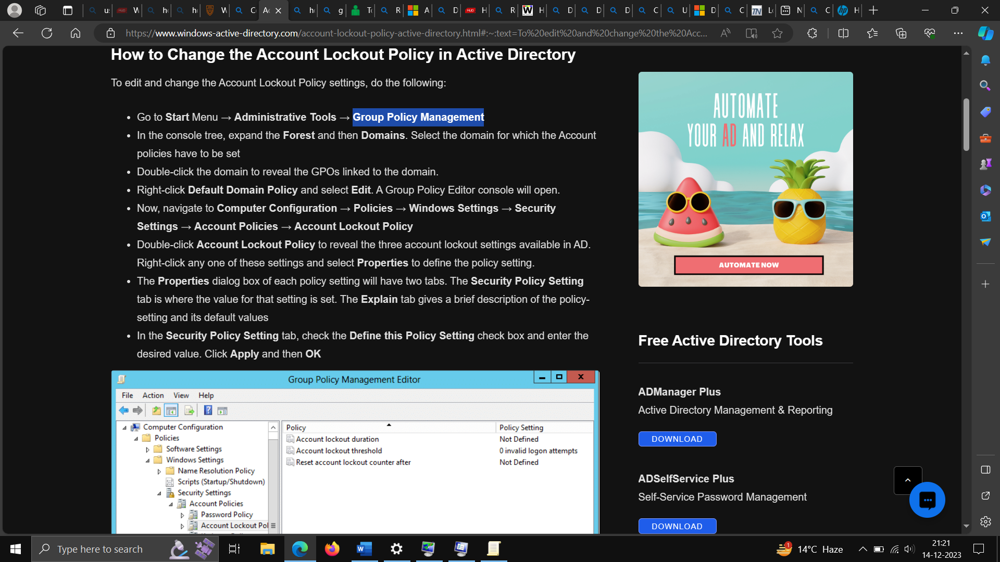 https://www.windows-active-directory.com/account-lockout-policy-active-directory.html#:~:text=To%20edit%20and%20change%20the%20Acc...
How to Change the Account Lockout Policy in Active Directory
To edit and change the Account Lockout Policy settings, do the following:
• Go to Start Menu → Administrative Tools → Group Policy Management
• In the console tree, expand the Forest and then Domains. Select the domain for which the Account
policies have to be set
• Double-click the domain to reveal the GPOs linked to the domain.
• Right-click Default Domain Policy and select Edit. A Group Policy Editor console will open.
• Now, navigate to Computer Configuration → Policies → Windows Settings → Security
Settings → Account Policies → Account Lockout Policy
• Double-click Account Lockout Policy to reveal the three account lockout settings available in AD.
Right-click any one of these settings and select Properties to define the policy setting.
• The Properties dialog box of each policy setting will have two tabs. The Security Policy Setting
tab is where the value for that setting is set. The Explain tab gives a brief description of the policy-
setting and its default values
• In the Security Policy Setting tab, check the Define this Policy Setting check box and enter the
desired value. Click Apply and then OK
Group Policy Management Editor
File Action View Help
Computer Configuration
Policies
Software Settings
Windows Settings
Name Resolution Policy
Scripts (Startup/Shutdown)
Security Settings
Account Policies
Password Policy
Account Lockout Pol
Policy Policy Setting
Account lockout duration Not Defined
Account lockout threshold 0 invalid logon attempts
Reset account lockout counter after Not Defined
AUTOMATE
YOUR AD AND RELAX
AUTOMATE NOW
Free Active Directory Tools
ADManager Plus
Active Directory Management & Reporting
DOWNLOAD
ADSelfService Plus
Self-Service Password Management
DOWNLOAD
Type here to search
1
14°C Haze
21:21
14-12-2023